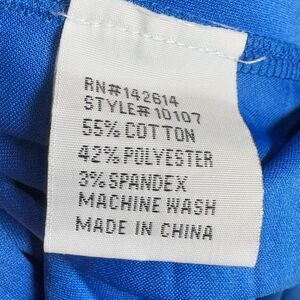 RN#142614
STYLE#10107
55% COTTON
42% POLYESTER
3% SPANDEX
MACHINE WASH
MADE IN CHINA